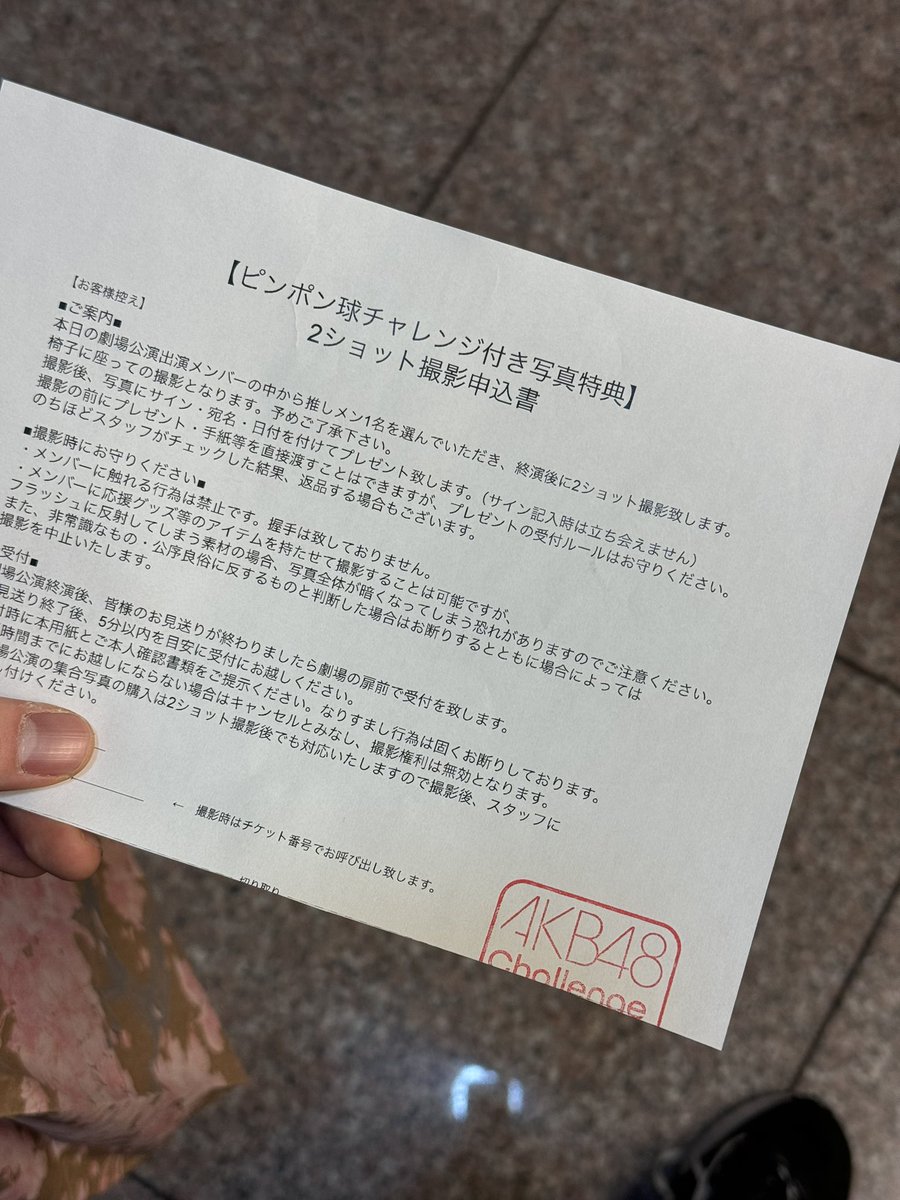 【お客様控え】
【ピンポン球チャレンジ付き写真特典】
2ショット撮影申込書
■ご案内■
本日の劇場公演出演メンバーの中から推しメン1名を選んでいただき、終演後に2ショット撮影致します。
椅子に座っての撮影となります。予めご了承下さい。
撮影後、写真にサイン・宛名・日付を付けてプレゼント致します。(サイン記入時は立ち会えません)
撮影の前にプレゼント・手紙等を直接渡すことはできますが、プレゼントの受付ルールはお守りください。
のちほどスタッフがチェックした結果、返品する場合もございます。
■撮影時にお守りください■
・メンバーに触れる行為は禁止です。握手は致しておりません。
・メンバーに応援グッズ等のアイテムを持たせて撮影することは可能ですが、
フラッシュに反射してしまう素材の場合、写真全体が暗くなってしまう恐れがありますのでご注意ください。
また、非常識なもの・公序良俗に反するものと判断した場合はお断りするとともに場合によっては
撮影を中止いたします。
受付■
場公演終演後、皆様のお見送りが終わりましたら劇場の扉前で受付を致します。
見送り終了後、5分以内を目安に受付にお越しください。
付時に本用紙とご本人確認書類をご提示ください。なりすまし行為は固くお断りしております。
時間までにお越しにならない場合はキャンセルとみなし、撮影権利は無効となります。
場公演の集合写真の購入は2ショット撮影後でも対応いたしますので撮影後、スタッフに
し付けください。
← 撮影時はチケット番号でお呼び出し致します。
切り取り
AKB48
Challenge